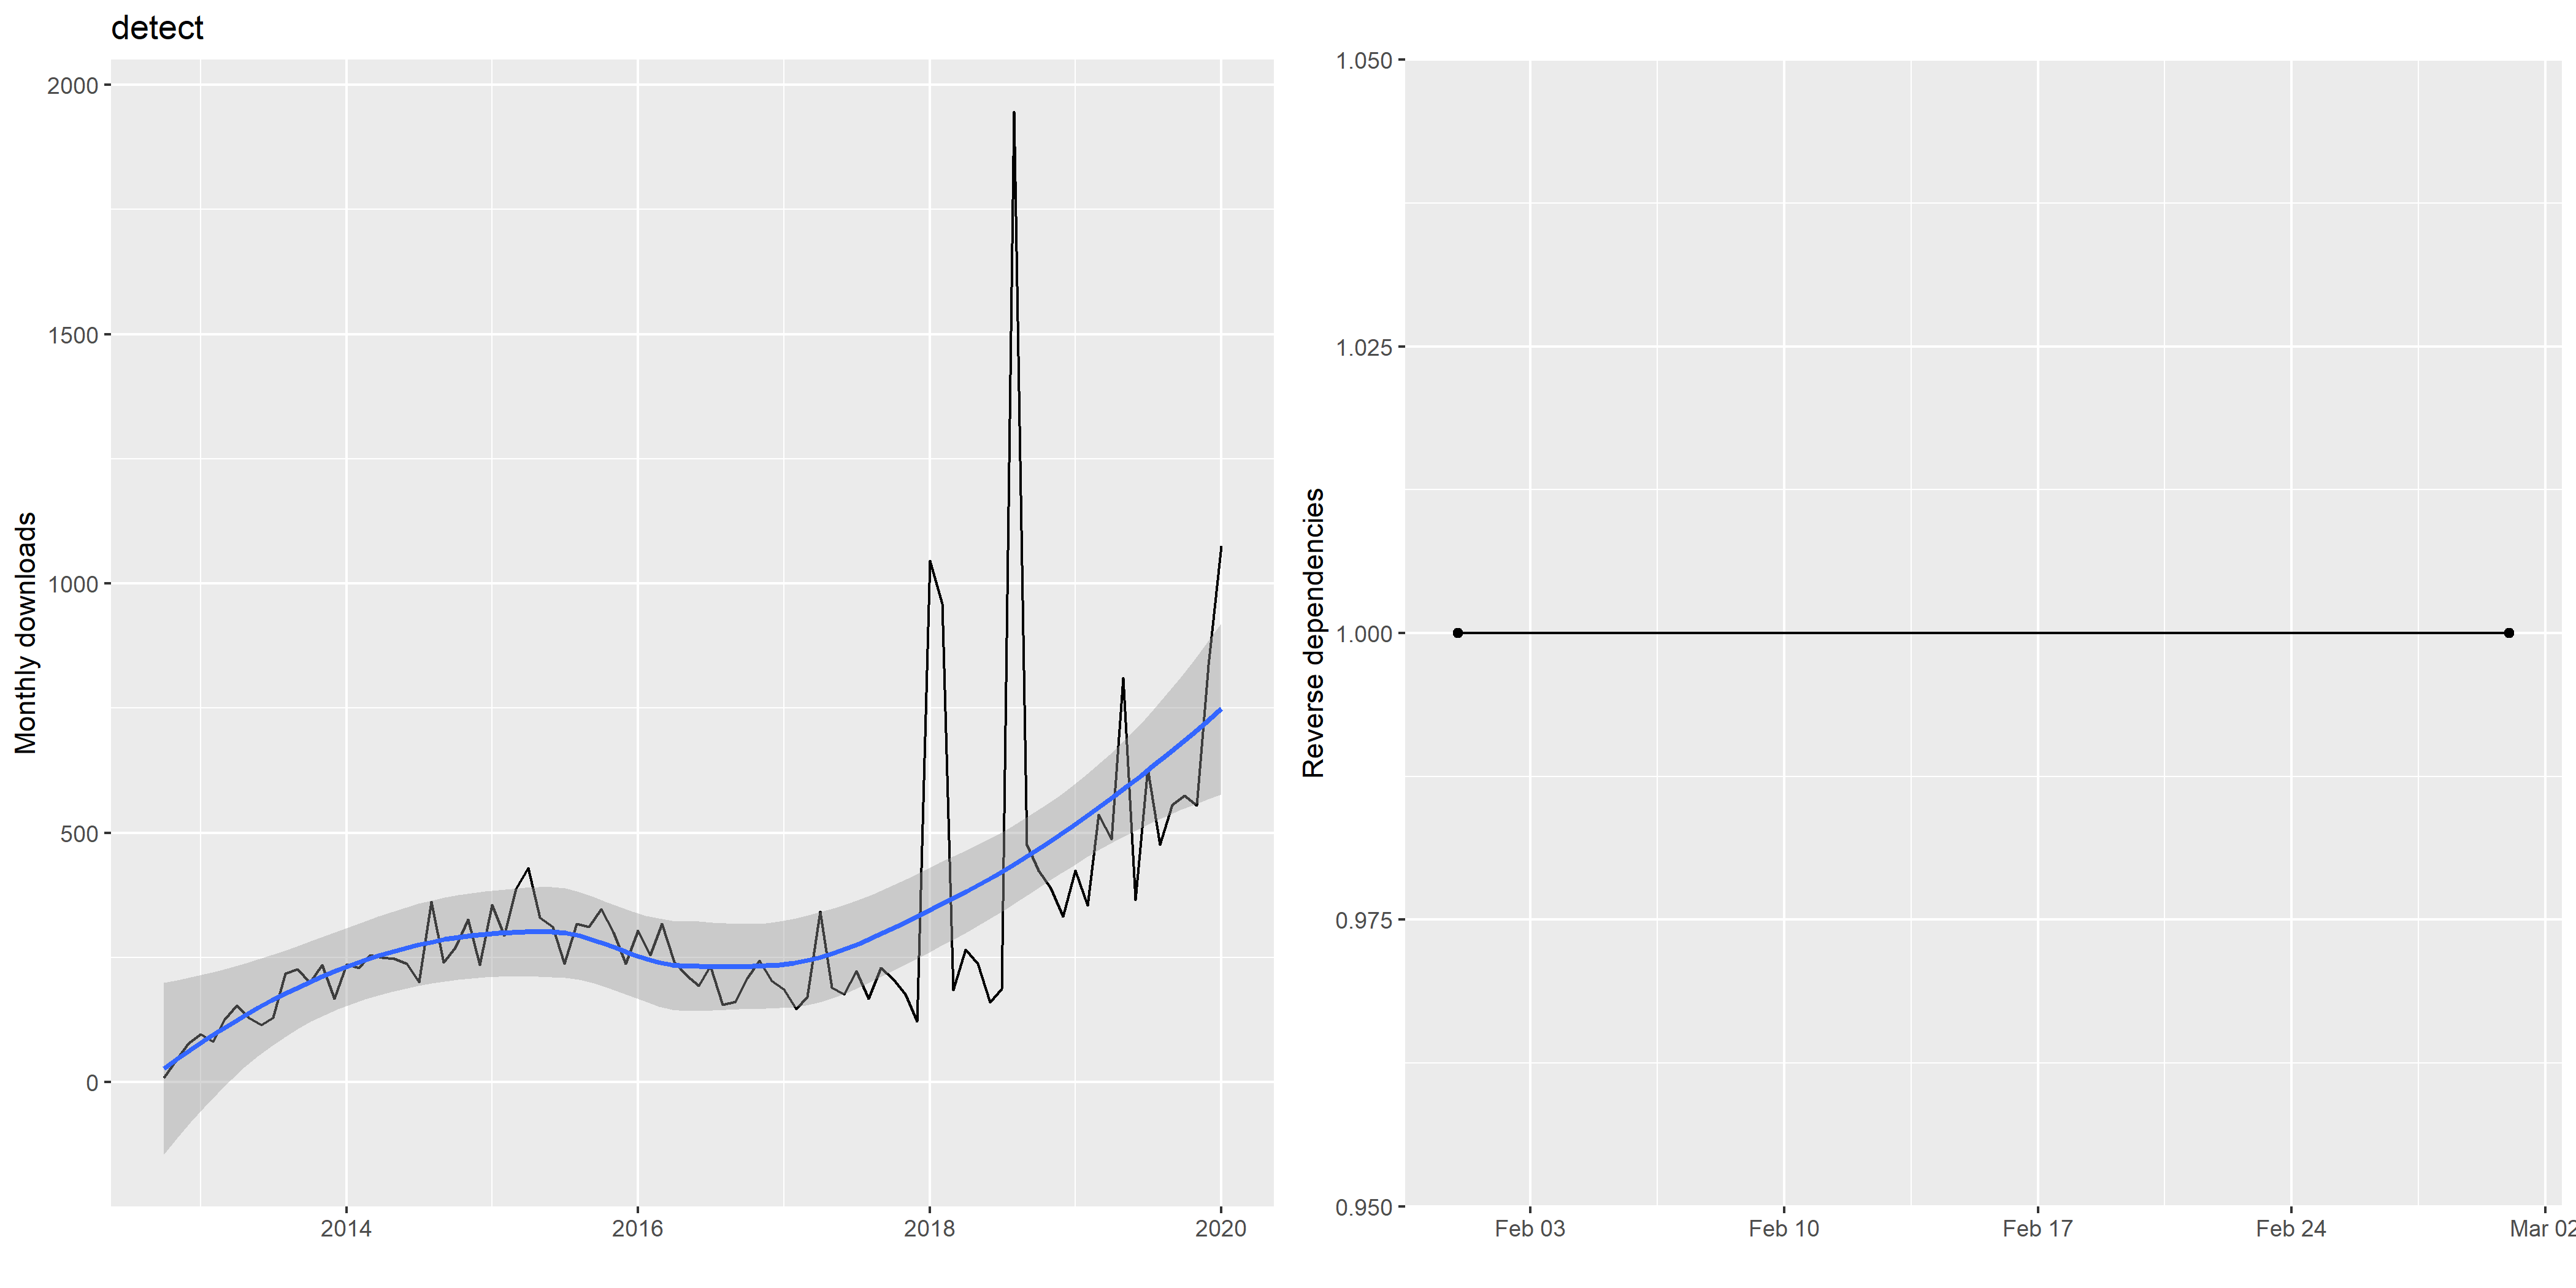 detect
Monthly downloads
2000
1500
1000
500
0
2014 2016 2018 2020
Reverse dependencies
1.050
1.025
1.000
0.975
0.950
Feb 03 Feb 10 Feb 17 Feb 24 Mar 02